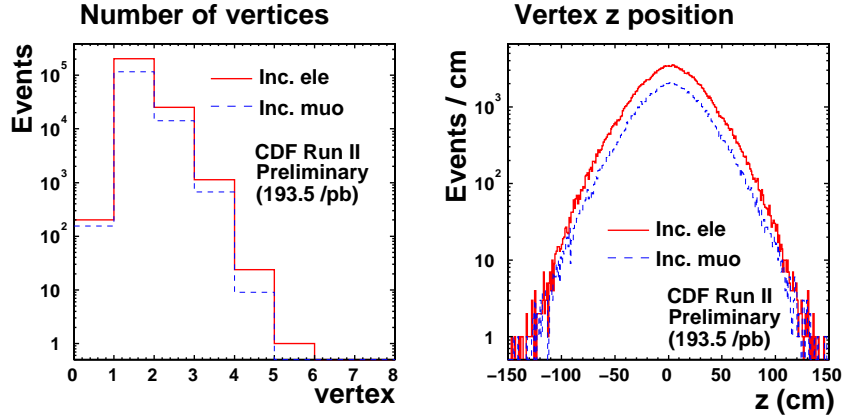 Number of vertices
Events
10^5
10^4
10^3
10^2
10
1
Inc. ele
Inc. muo
CDF Run II
Preliminary
(193.5 /pb)
0 1 2 3 4 5 6 7 8
vertex
Vertex z position
Events / cm
10^3
10^2
10
1
Inc. ele
Inc. muo
CDF Run II
Preliminary
(193.5 /pb)
−150 −100 −50 0 50 100 150
z (cm)